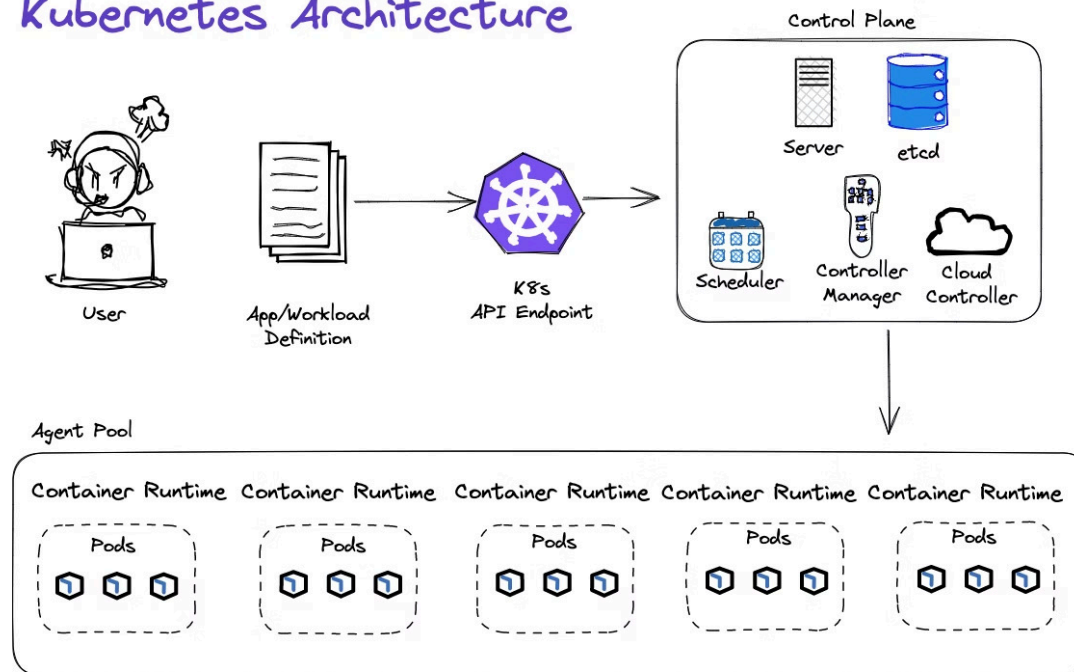 Kubernetes Architecture
Control Plane
Server
etcd
Scheduler
Controller
Manager
Cloud
Controller
User
App/Workload
Definition
K8s
API Endpoint
Agent Pool
Container Runtime
Container Runtime
Container Runtime
Container Runtime
Container Runtime
Pods
Pods
Pods
Pods
Pods